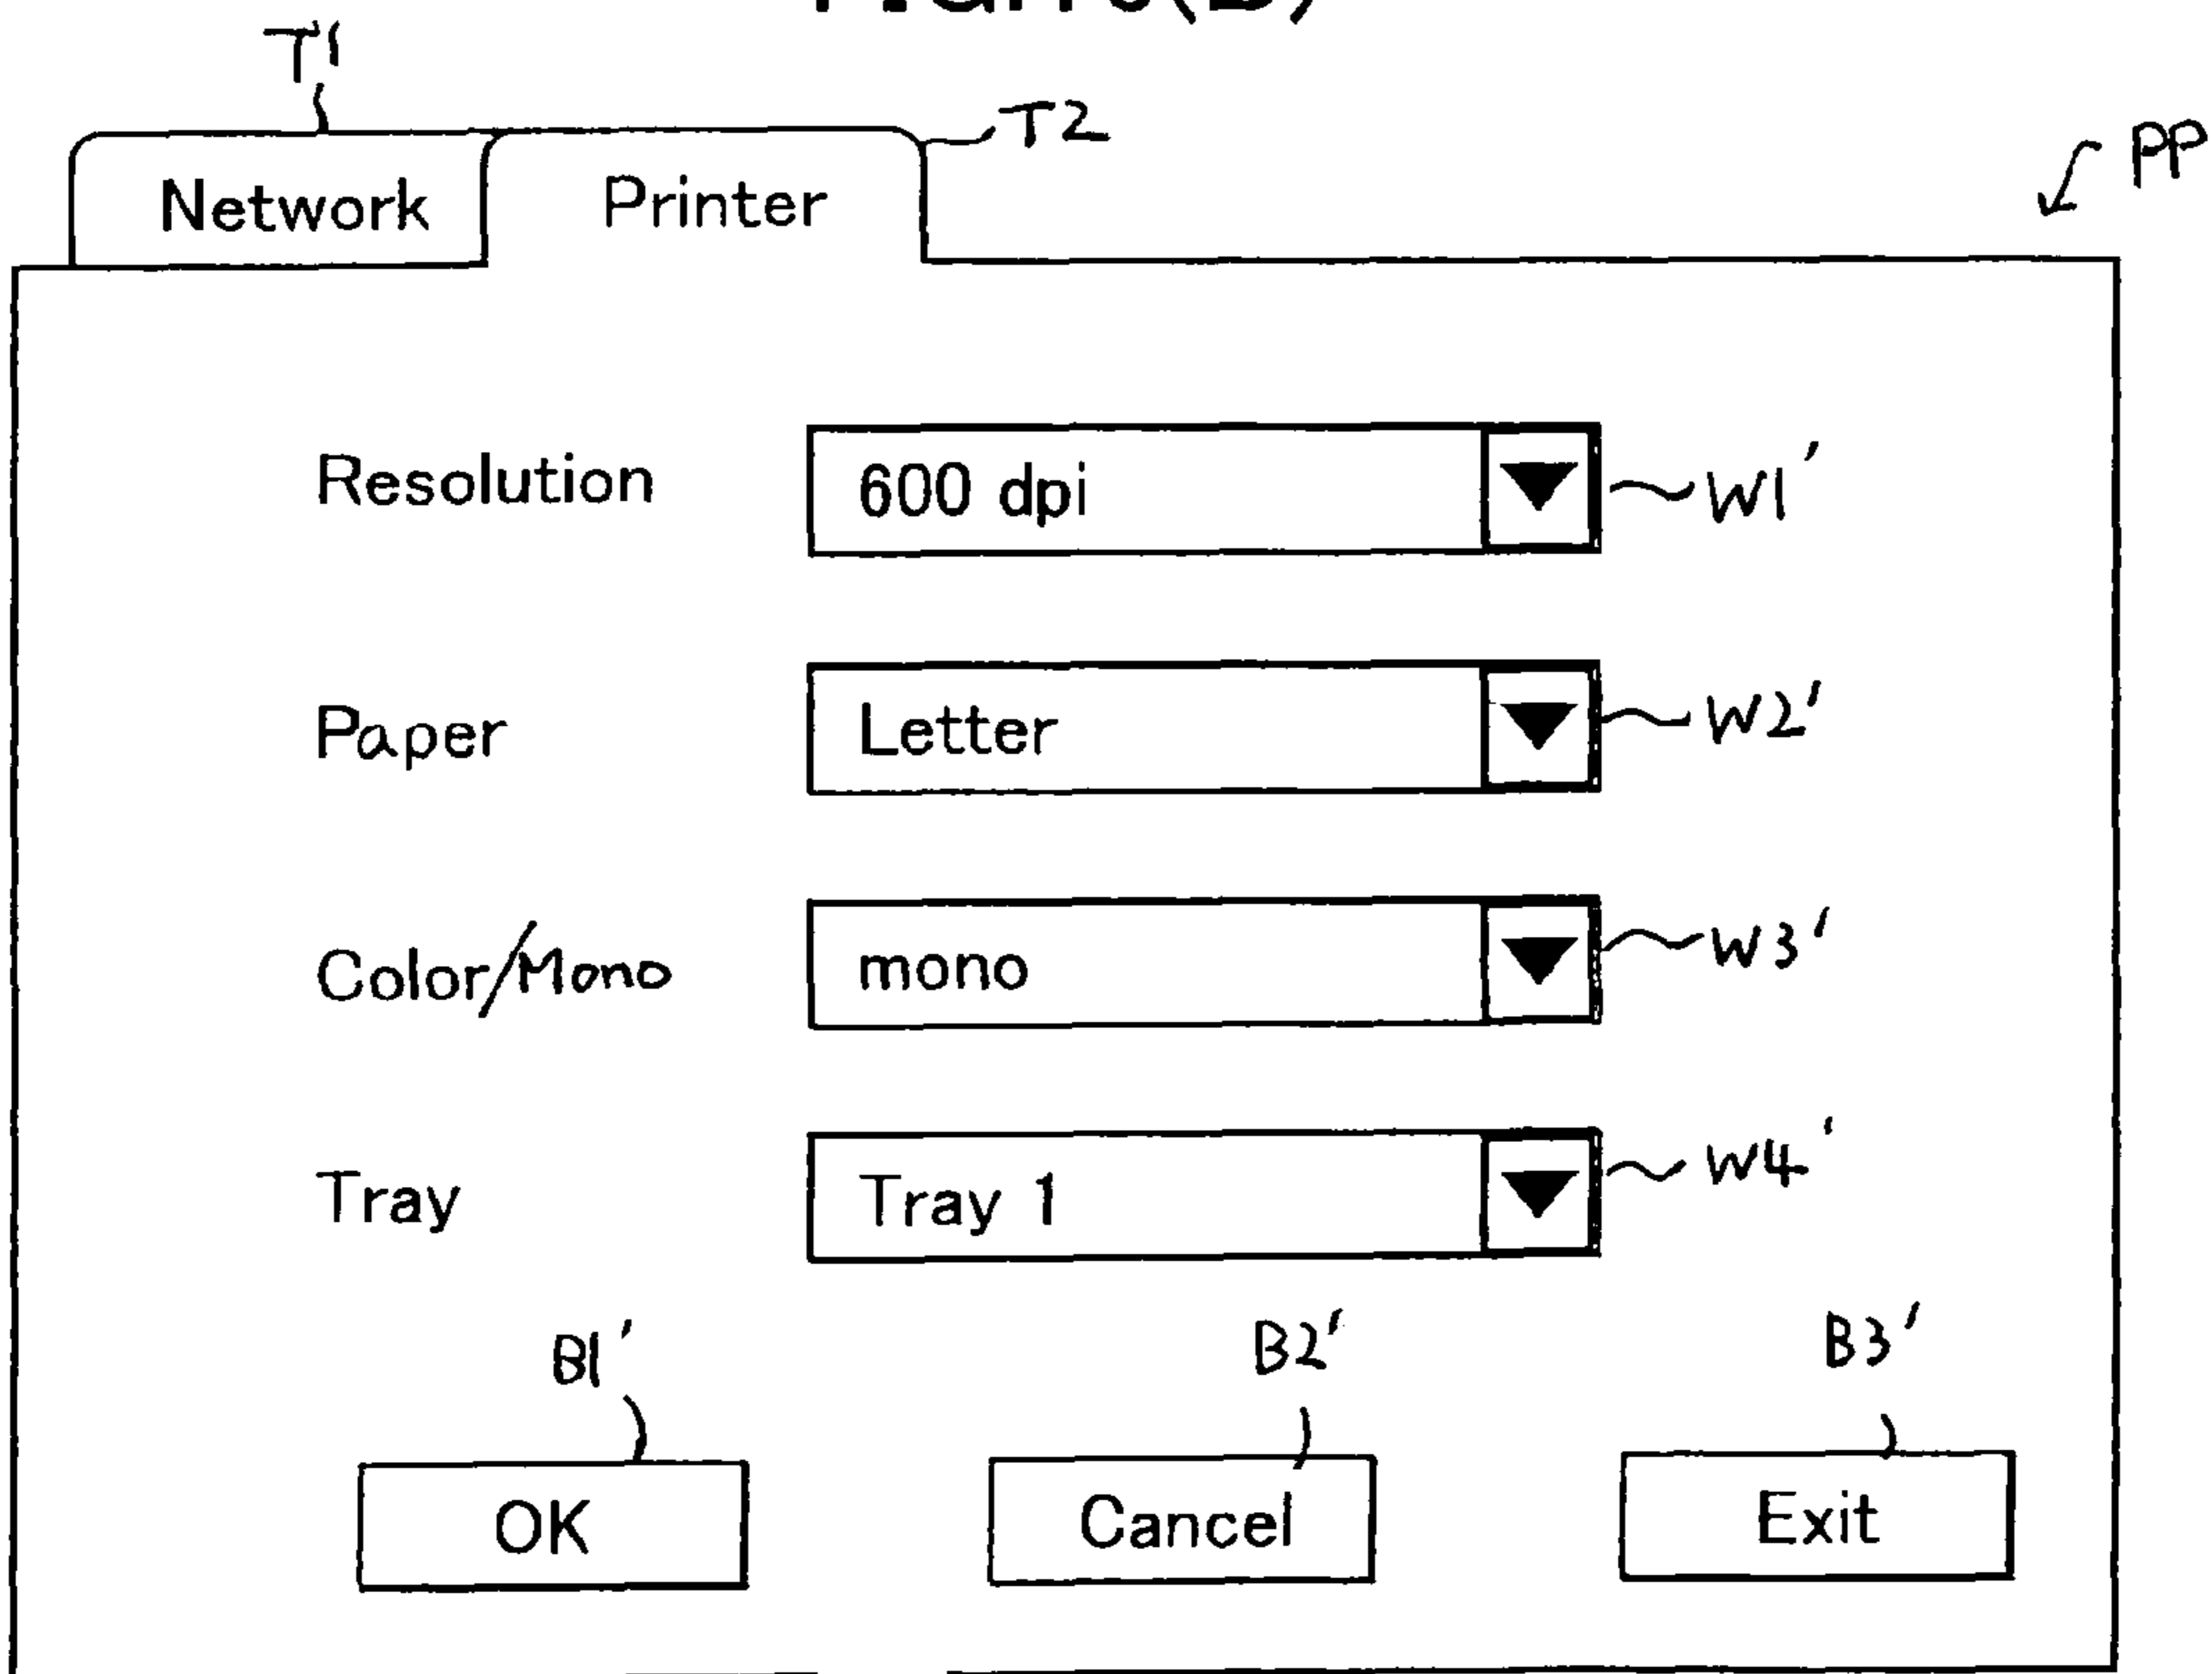 T1
T2
PP
Network Printer
Resolution 600 dpi W1'
Paper Letter W2'
Color/Mono mono W3'
Tray Tray 1 W4'
B1' B2' B3'
OK Cancel Exit